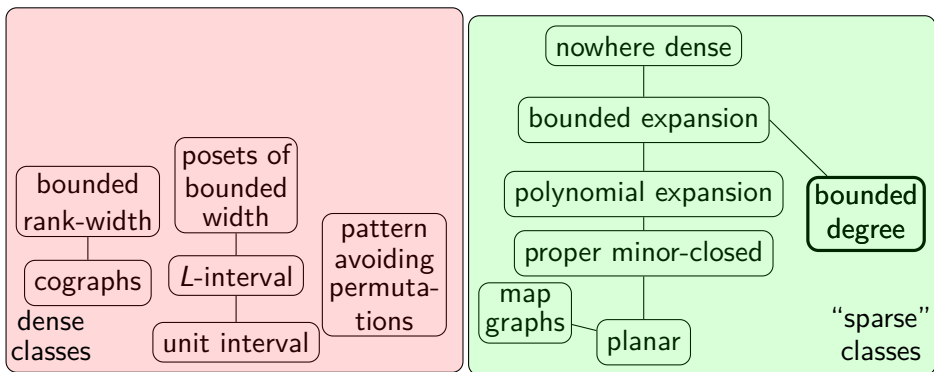 posets of
bounded
width
bounded
rank-width
pattern
avoiding
permuta-
tions
cographs
L-interval
unit interval
dense
classes
nowhere dense
bounded expansion
polynomial expansion
bounded
degree
proper minor-closed
map
graphs
planar
“sparse”
classes